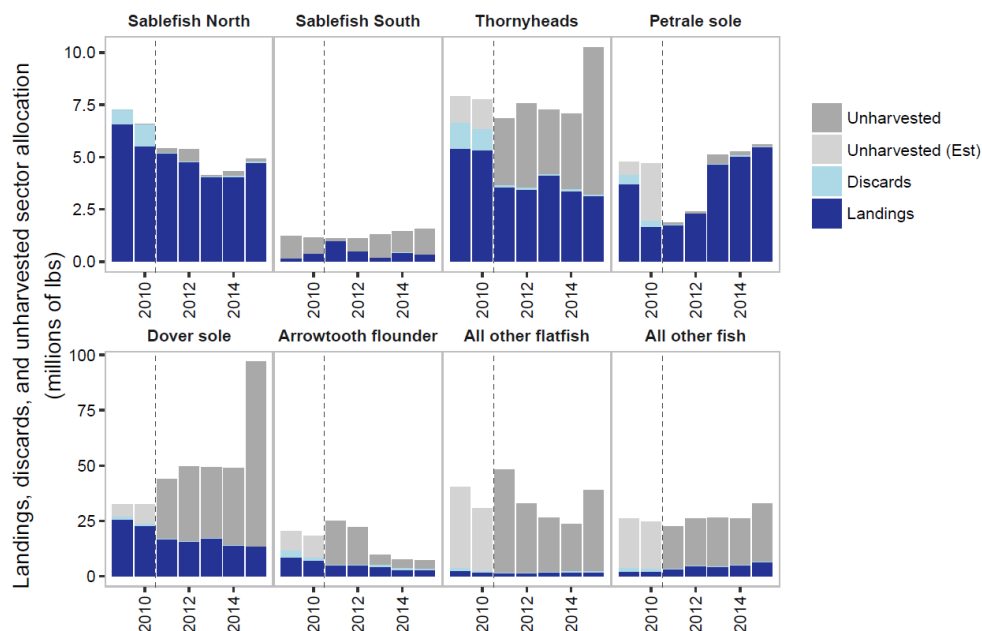 Sablefish North
Sablefish South
Thornyheads
Petrale sole
10.0
7.5
5.0
2.5
0.0
2010
2012
2014
2010
2012
2014
2010
2012
2014
2010
2012
2014
Dover sole
Arrowtooth flounder
All other flatfish
All other fish
100
75
50
25
0
2010
2012
2014
2010
2012
2014
2010
2012
2014
2010
2012
2014
Landings, discards, and unharvested sector allocation
(millions of lbs)
Unharvested
Unharvested (Est)
Discards
Landings